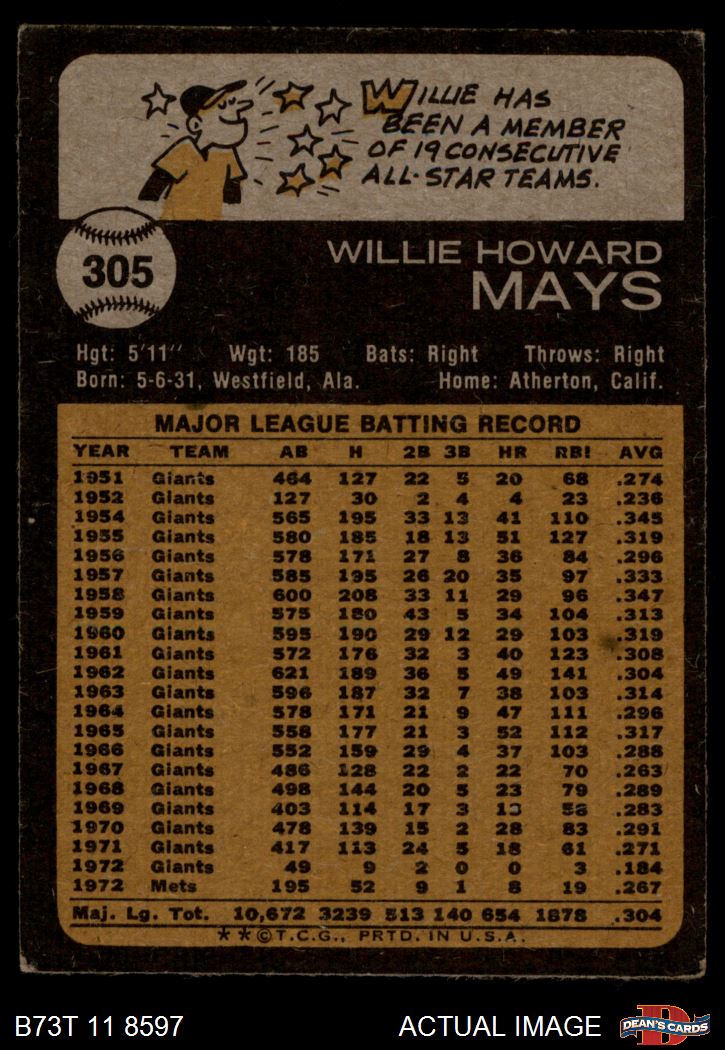 WILLIE HAS
BEEN A MEMBER
OF 19 CONSECUTIVE
ALL-STAR TEAMS.
305
WILLIE HOWARD
MAYS
Hgt: 5'11" Wgt: 185 Bats: Right Throws: Right
Born: 5-6-31, Westfield, Ala. Home: Atherton, Calif.
MAJOR LEAGUE BATTING RECORD
YEAR TEAM AB H 2B 3B HR RBI AVG
1951 Giants 464 127 22 5 20 68 .274
1952 Giants 127 30 2 4 4 23 .236
1954 Giants 565 195 33 13 41 110 .345
1955 Giants 580 185 18 13 51 127 .319
1956 Giants 578 171 27 8 36 84 .296
1957 Giants 585 195 26 20 35 97 .333
1958 Giants 600 208 33 11 29 96 .347
1959 Giants 575 180 43 5 34 104 .313
1960 Giants 595 190 29 12 29 103 .319
1961 Giants 572 176 32 3 40 123 .308
1962 Giants 621 189 36 5 49 141 .304
1963 Giants 596 187 32 7 38 103 .314
1964 Giants 578 171 21 9 47 111 .296
1965 Giants 558 177 21 3 52 112 .317
1966 Giants 552 159 29 4 37 103 .288
1967 Giants 486 128 22 2 22 70 .263
1968 Giants 498 144 20 5 23 79 .289
1969 Giants 403 114 17 3 13 58 .283
1970 Giants 478 139 15 2 28 83 .291
1971 Giants 417 113 24 5 18 61 .271
1972 Giants 49 9 2 0 0 3 .184
1972 Mets 195 52 9 1 8 19 .267
Maj. Lg. Tot. 10,672 3239 513 140 654 1878 .304
**©T.C.G., PRTD. IN U.S.A.
B73T 11 8597 ACTUAL IMAGE D DEAN'S CARDS